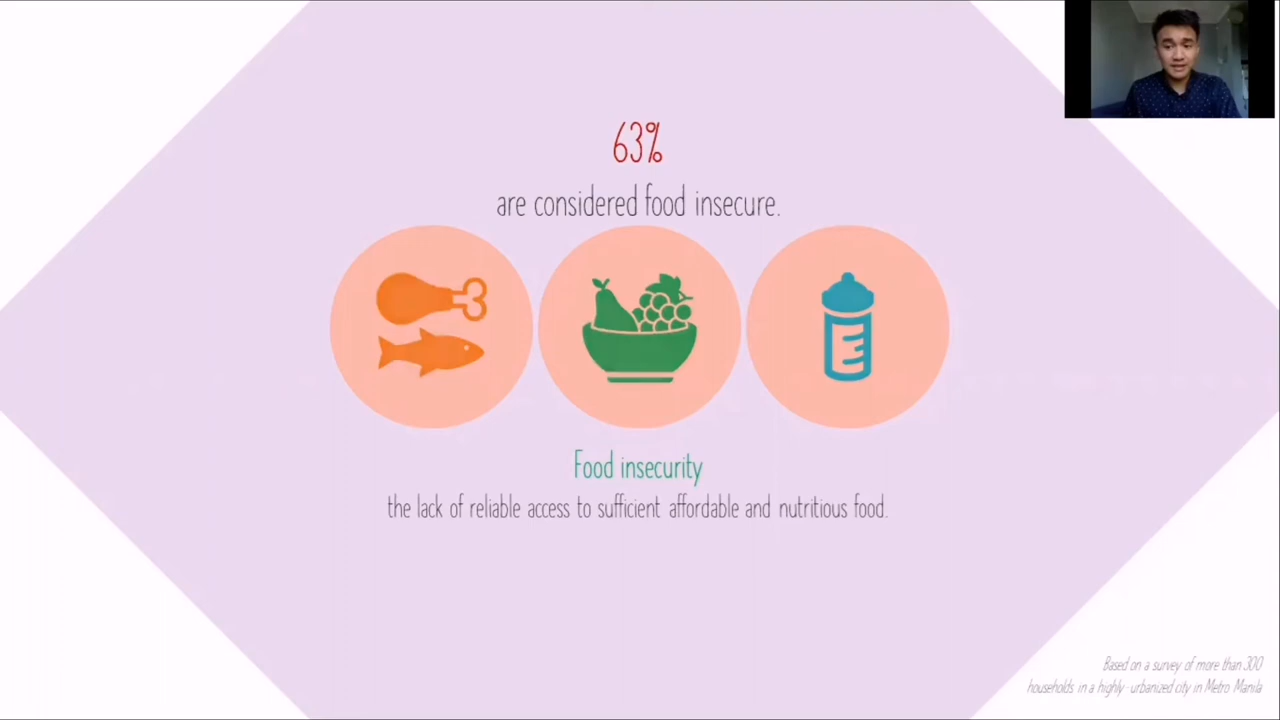 63%
are considered food insecure.
Food insecurity
the lack of reliable access to sufficient affordable and nutritious food.
Based on a survey of more than 300
households in a highly-urbanized city in Metro Manila